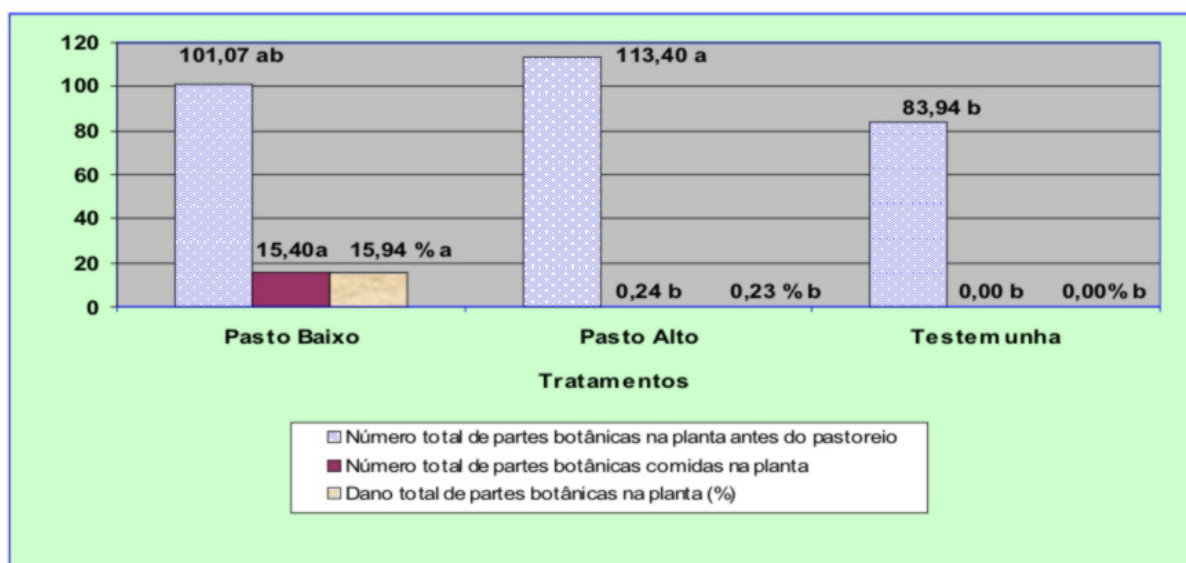 120
101,07 ab
113,40 a
100
83,94 b
80
60
40
15,40a 15,94 % a
20
0,24 b 0,23 % b 0,00 b 0,00% b
0
Pasto Baixo Pasto Alto Testemunha
Tratamentos
Número total de partes botânicas na planta antes do pastoreio
Número total de partes botânicas comidas na planta
Dano total de partes botânicas na planta (%)